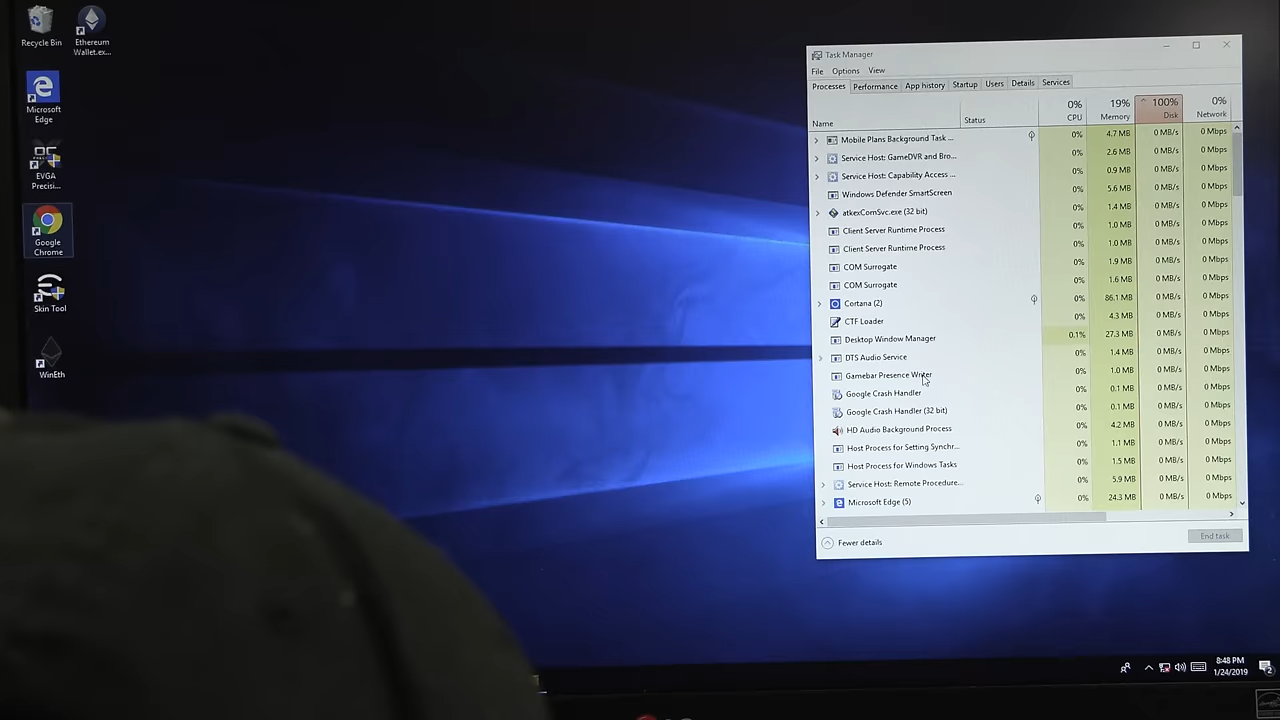 Recycle Bin
Ethereum
Wallet.ex...
Microsoft
Edge
EVGA
Precisi...
Google
Chrome
Skin Tool
WinEth
Task Manager
File Options View
Processes Performance App history Startup Users Details Services
0% 19% 100% 0%
Name Status CPU Memory Disk Network
Mobile Plans Background Task ... 0% 4.7 MB 0 MB/s 0 Mbps
Service Host: GameDVR and Bro... 0% 2.6 MB 0 MB/s 0 Mbps
Service Host: Capability Access ... 0% 0.9 MB 0 MB/s 0 Mbps
Windows Defender SmartScreen 0% 5.6 MB 0 MB/s 0 Mbps
atkexComSvc.exe (32 bit) 0% 1.4 MB 0 MB/s 0 Mbps
Client Server Runtime Process 0% 1.0 MB 0 MB/s 0 Mbps
Client Server Runtime Process 0% 1.0 MB 0 MB/s 0 Mbps
COM Surrogate 0% 1.9 MB 0 MB/s 0 Mbps
COM Surrogate 0% 1.6 MB 0 MB/s 0 Mbps
Cortana (2) 0% 86.1 MB 0 MB/s 0 Mbps
CTF Loader 0% 4.3 MB 0 MB/s 0 Mbps
Desktop Window Manager 0.1% 27.3 MB 0 MB/s 0 Mbps
DTS Audio Service 0% 1.4 MB 0 MB/s 0 Mbps
Gamebar Presence Writer 0% 1.0 MB 0 MB/s 0 Mbps
Google Crash Handler 0% 0.1 MB 0 MB/s 0 Mbps
Google Crash Handler (32 bit) 0% 0.1 MB 0 MB/s 0 Mbps
HD Audio Background Process 0% 4.2 MB 0 MB/s 0 Mbps
Host Process for Setting Synchr... 0% 1.1 MB 0 MB/s 0 Mbps
Host Process for Windows Tasks 0% 1.5 MB 0 MB/s 0 Mbps
Service Host: Remote Procedure... 0% 5.9 MB 0 MB/s 0 Mbps
Microsoft Edge (5) 0% 24.3 MB 0 MB/s 0 Mbps
Fewer details End task
8:48 PM
1/24/2019
2